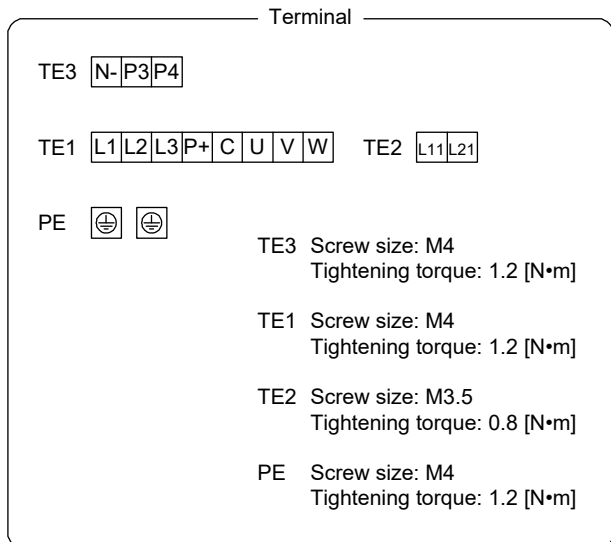 Terminal
TE3 N- P3 P4
TE1 L1 L2 L3 P+ C U V W TE2 L11 L21
PE
TE3 Screw size: M4
Tightening torque: 1.2 [N•m]
TE1 Screw size: M4
Tightening torque: 1.2 [N•m]
TE2 Screw size: M3.5
Tightening torque: 0.8 [N•m]
PE Screw size: M4
Tightening torque: 1.2 [N•m]